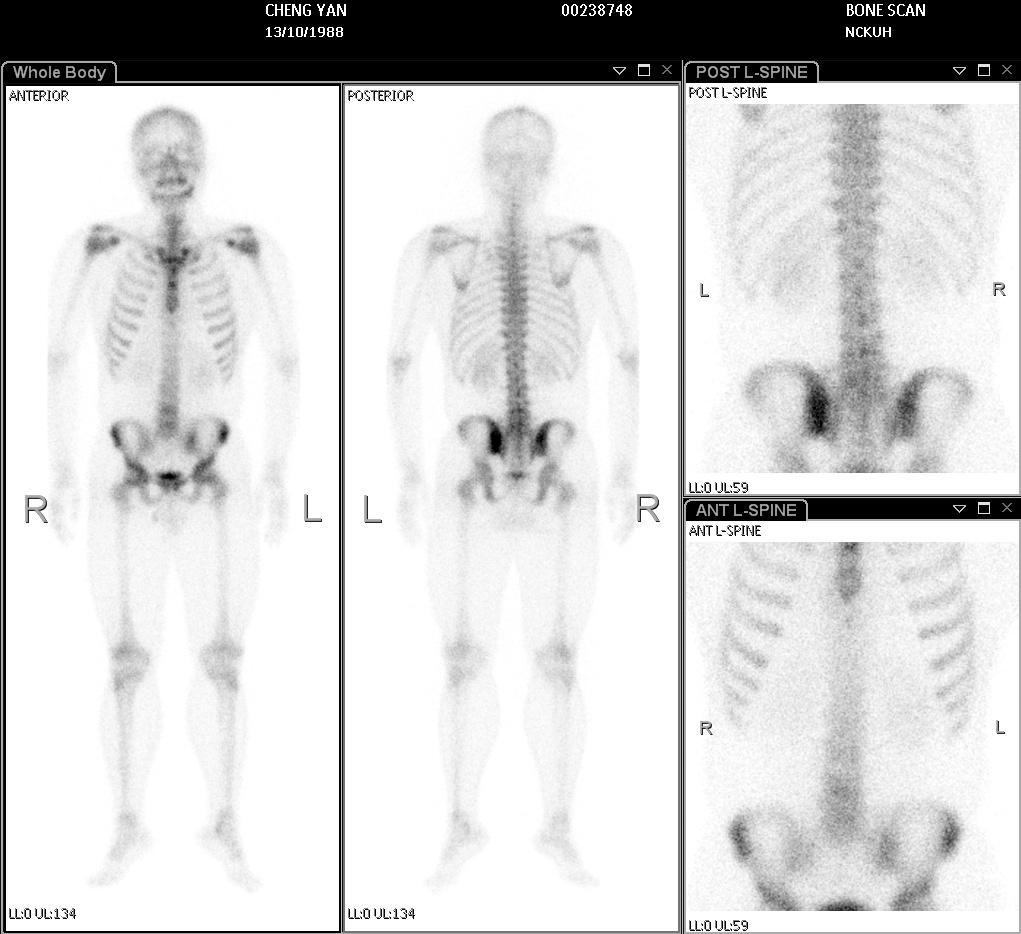 CHENG YAN 00238748 BONE SCAN
13/10/1988 NCKUH
Whole Body
ANTERIOR
POSTERIOR
R L
L R
LL:0 UL:134
LL:0 UL:134
POST L-SPINE
POST L-SPINE
L R
LL:0 UL:59
ANT L-SPINE
ANT L-SPINE
R L
LL:0 UL:59